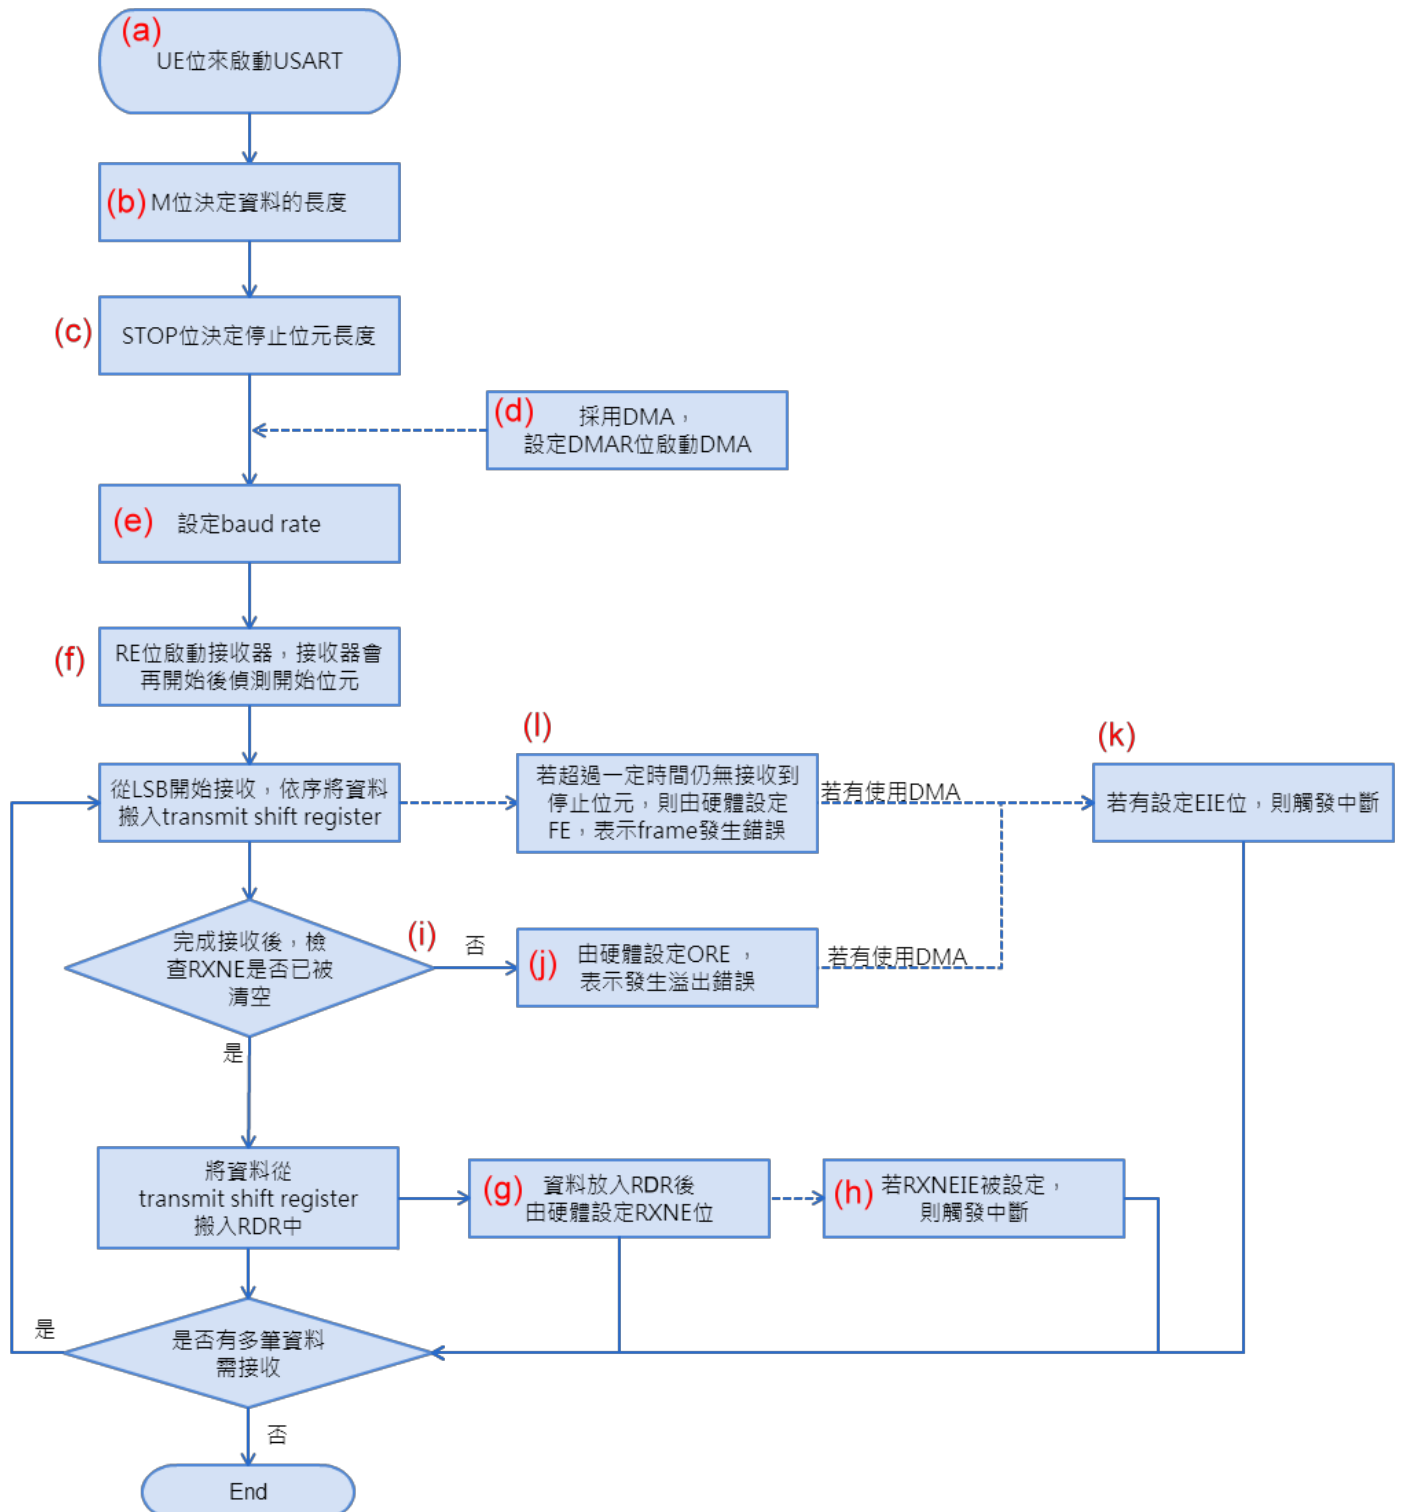 (a)
UE位來啟動USART
(b)
M位決定資料的長度
(c)
STOP位決定停止位元長度
(d)
採用DMA，
設定DMAR位啟動DMA
(e)
設定baud rate
(f)
RE位啟動接收器，接收器會
再開始後偵測開始位元
從LSB開始接收，依序將資料
搬入transmit shift register
(l)
若超過一定時間仍無接收到
停止位元，則由硬體設定
FE，表示frame發生錯誤
若有使用DMA
(k)
若有設定EIE位，則觸發中斷
完成接收後，檢
查RXNE是否已被
清空
(i)
否
(j)
由硬體設定ORE ，
表示發生溢出錯誤
若有使用DMA
是
將資料從
transmit shift register
搬入RDR中
(g)
資料放入RDR後
由硬體設定RXNE位
(h)
若RXNEIE被設定，
則觸發中斷
是
是否有多筆資料
需接收
否
End